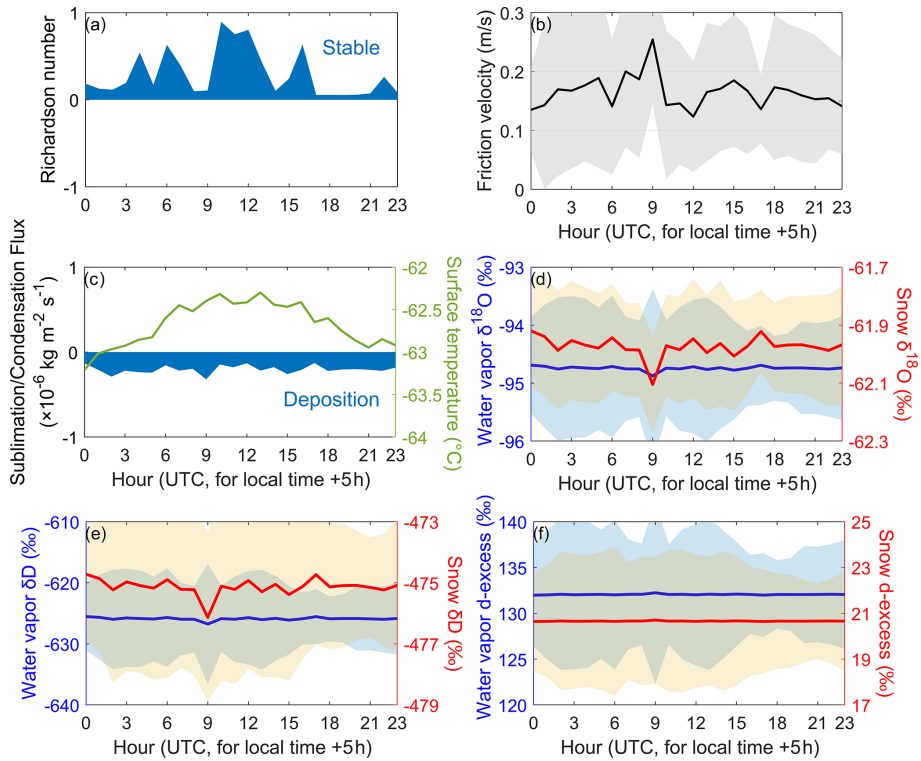 (a)
Stable
Richardson number
1
0
-1
0 3 6 9 12 15 18 21 23
(b)
Friction velocity (m/s)
0.3
0.2
0.1
0
0 3 6 9 12 15 18 21 23
Hour (UTC, for local time +5h)
(c)
Deposition
Sublimation/Condensation Flux
(×10⁻⁶ kg m⁻² s⁻¹)
1
0
-1
Surface temperature (°C)
-62
-62.5
-63
-63.5
-64
0 3 6 9 12 15 18 21 23
Hour (UTC, for local time +5h)
(d)
Water vapor δ¹⁸O (‰)
-93
-94
-95
-96
Snow δ¹⁸O (‰)
-61.7
-61.9
-62.1
-62.3
0 3 6 9 12 15 18 21 23
Hour (UTC, for local time +5h)
(e)
Water vapor δD (‰)
-610
-620
-630
-640
Snow δD (‰)
-473
-475
-477
-479
0 3 6 9 12 15 18 21 23
Hour (UTC, for local time +5h)
(f)
Water vapor d-excess (‰)
140
135
130
125
120
Snow d-excess (‰)
25
23
21
19
17
0 3 6 9 12 15 18 21 23
Hour (UTC, for local time +5h)